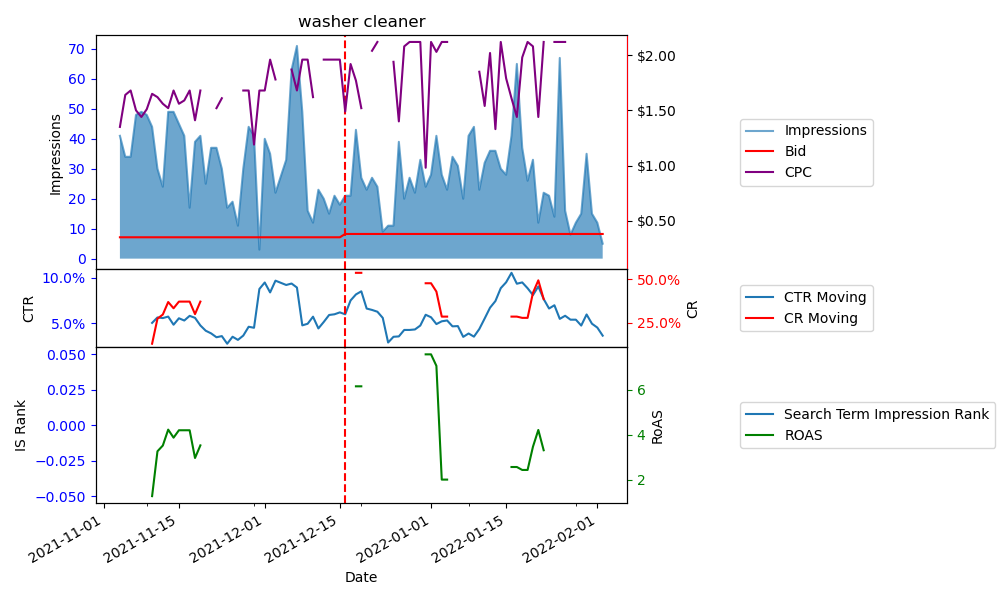 washer cleaner
70
60
50
40
30
20
10
0
Impressions
$2.00
$1.50
$1.00
$0.50
Impressions
Bid
CPC
10.0%
5.0%
CTR
50.0%
25.0%
CR
CTR Moving
CR Moving
0.050
0.025
0.000
−0.025
−0.050
IS Rank
6
4
2
RoAS
Search Term Impression Rank
ROAS
2021-11-01
2021-11-15
2021-12-01
2021-12-15
2022-01-01
2022-01-15
2022-02-01
Date